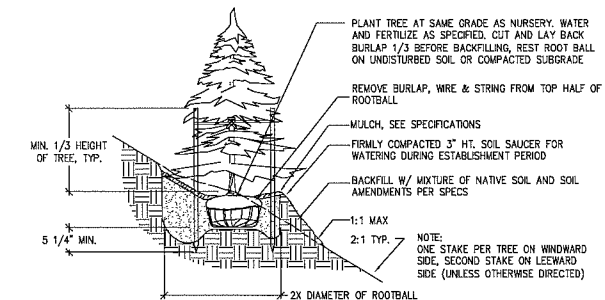 PLANT TREE AT SAME GRADE AS NURSERY. WATER
AND FERTILIZE AS SPECIFIED. CUT AND LAY BACK
BURLAP 1/3 BEFORE BACKFILLING, REST ROOT BALL
ON UNDISTURBED SOIL OR COMPACTED SUBGRADE
REMOVE BURLAP, WIRE & STRING FROM TOP HALF OF
ROOTBALL
MULCH, SEE SPECIFICATIONS
FIRMLY COMPACTED 3" HT. SOIL SAUCER FOR
WATERING DURING ESTABLISHMENT PERIOD
BACKFILL W/ MIXTURE OF NATIVE SOIL AND SOIL
AMENDMENTS PER SPECS
MIN. 1/3 HEIGHT
OF TREE, TYP.
5 1/4" MIN.
1:1 MAX
2:1 TYP.
NOTE:
ONE STAKE PER TREE ON WINDWARD
SIDE, SECOND STAKE ON LEEWARD
SIDE (UNLESS OTHERWISE DIRECTED)
2X DIAMETER OF ROOTBALL